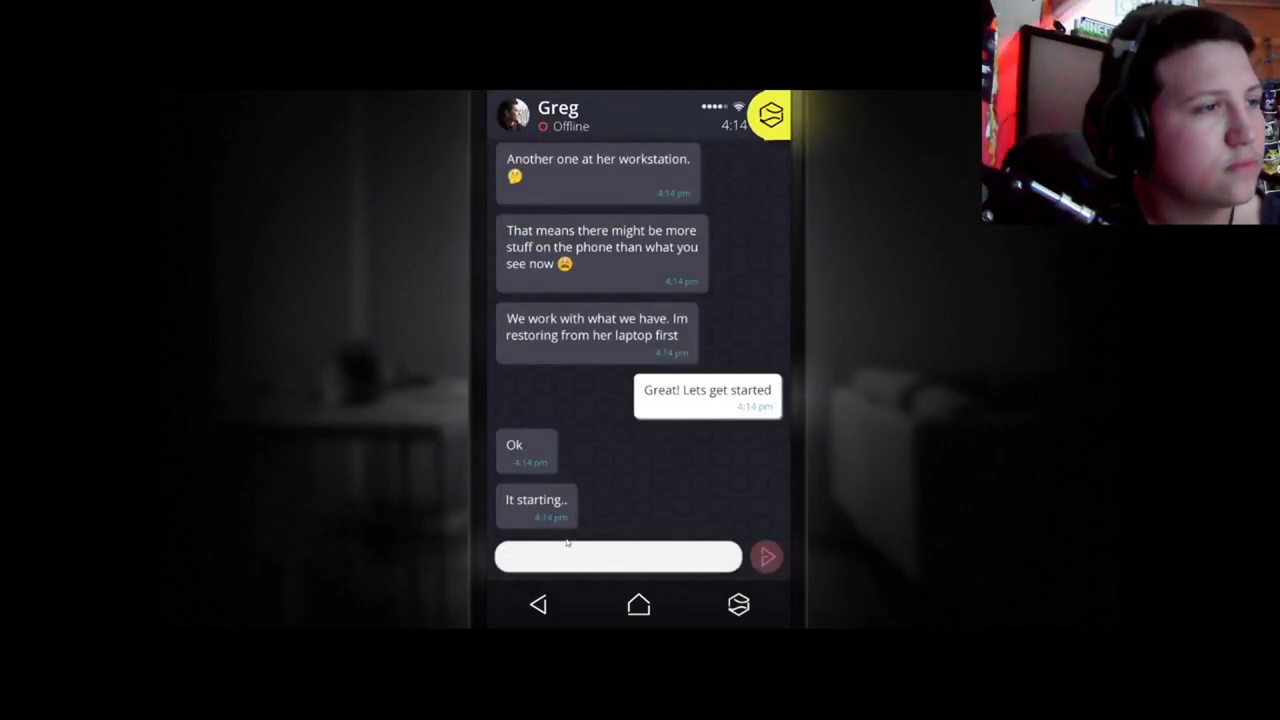 Greg
Offline
4:14
Another one at her workstation.
🤔
4:14 pm
That means there might be more
stuff on the phone than what you
see now 😩
4:14 pm
We work with what we have. Im
restoring from her laptop first
4:14 pm
Great! Lets get started
4:14 pm
Ok
4:14 pm
It starting..
4:14 pm